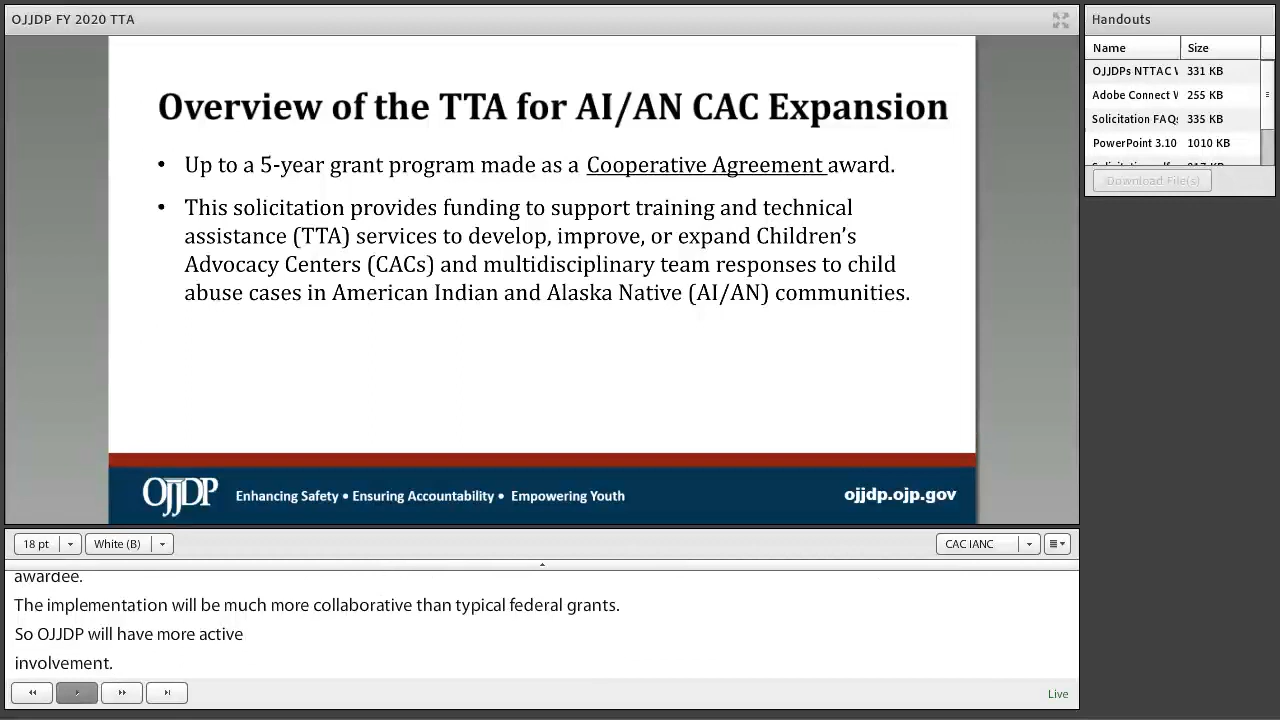 OJJDP FY 2020 TTA
Overview of the TTA for AI/AN CAC Expansion
• Up to a 5-year grant program made as a Cooperative Agreement award.
• This solicitation provides funding to support training and technical
assistance (TTA) services to develop, improve, or expand Children’s
Advocacy Centers (CACs) and multidisciplinary team responses to child
abuse cases in American Indian and Alaska Native (AI/AN) communities.
OJJDP Enhancing Safety • Ensuring Accountability • Empowering Youth ojjdp.ojp.gov
Handouts
Name Size
OJJDPs NTTAC 331 KB
Adobe Connect 255 KB
Solicitation FAQs 335 KB
PowerPoint 3.10 1010 KB
Download File(s)
18 pt White (B) CAC IANC
awardee.
The implementation will be much more collaborative than typical federal grants.
So OJJDP will have more active
involvement.
Live